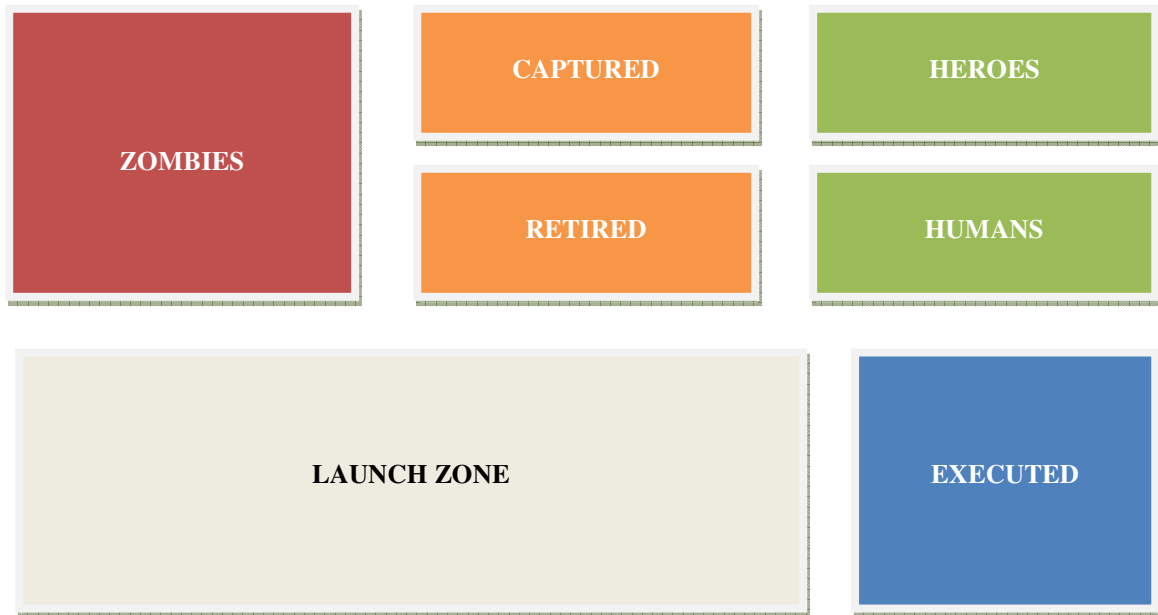 ZOMBIES
CAPTURED
HEROES
RETIRED
HUMANS
LAUNCH ZONE
EXECUTED